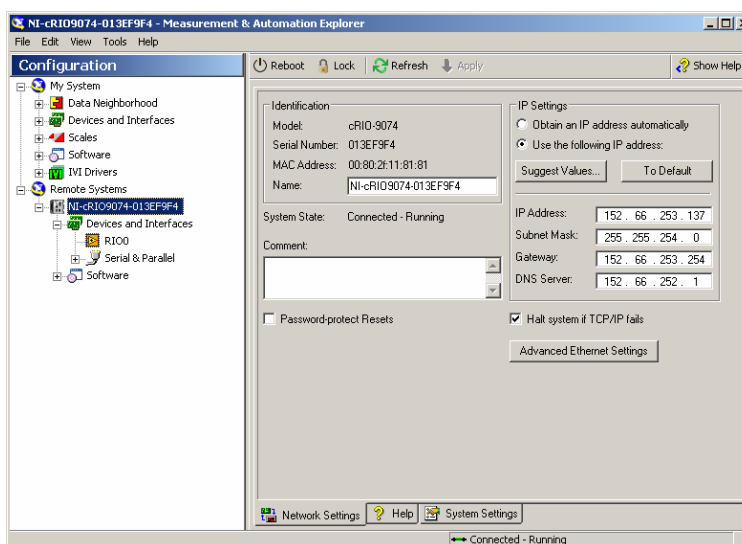 NI-cRIO9074-013EF9F4 - Measurement & Automation Explorer
File Edit View Tools Help
Configuration
Reboot Lock Refresh Apply Show Help
My System
Data Neighborhood
Devices and Interfaces
Scales
Software
IVI Drivers
Remote Systems
NI-cRIO9074-013EF9F4
Devices and Interfaces
RIO0
Serial & Parallel
Software
Identification
Model: cRIO-9074
Serial Number: 013EF9F4
MAC Address: 00:80:2f:11:81:81
Name: NI-cRIO9074-013EF9F4
System State: Connected - Running
Comment:
Password-protect Resets
IP Settings
Obtain an IP address automatically
Use the following IP address:
Suggest Values... To Default
IP Address: 152 . 66 . 253 . 137
Subnet Mask: 255 . 255 . 254 . 0
Gateway: 152 . 66 . 253 . 254
DNS Server: 152 . 66 . 252 . 1
Halt system if TCP/IP fails
Advanced Ethernet Settings
Network Settings Help System Settings
Connected - Running